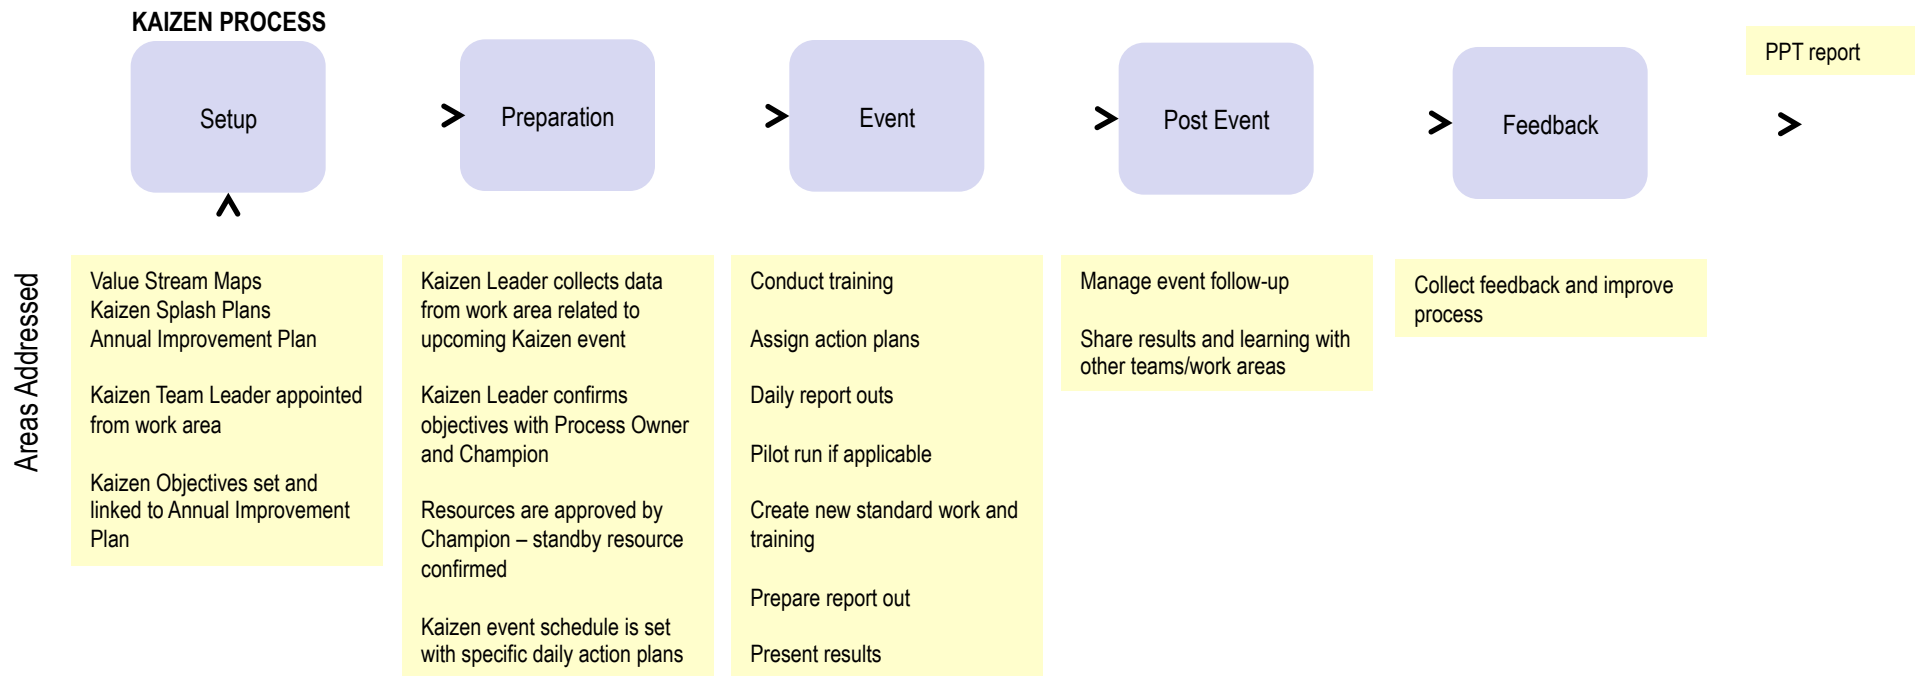 KAIZEN PROCESS
Setup
Preparation
Event
Post Event
Feedback
PPT report
Areas Addressed
Value Stream Maps
Kaizen Splash Plans
Annual Improvement Plan
Kaizen Team Leader appointed
from work area
Kaizen Objectives set and
linked to Annual Improvement
Plan
Kaizen Leader collects data
from work area related to
upcoming Kaizen event
Kaizen Leader confirms
objectives with Process Owner
and Champion
Resources are approved by
Champion – standby resource
confirmed
Kaizen event schedule is set
with specific daily action plans
Conduct training
Assign action plans
Daily report outs
Pilot run if applicable
Create new standard work and
training
Prepare report out
Present results
Manage event follow-up
Share results and learning with
other teams/work areas
Collect feedback and improve
process